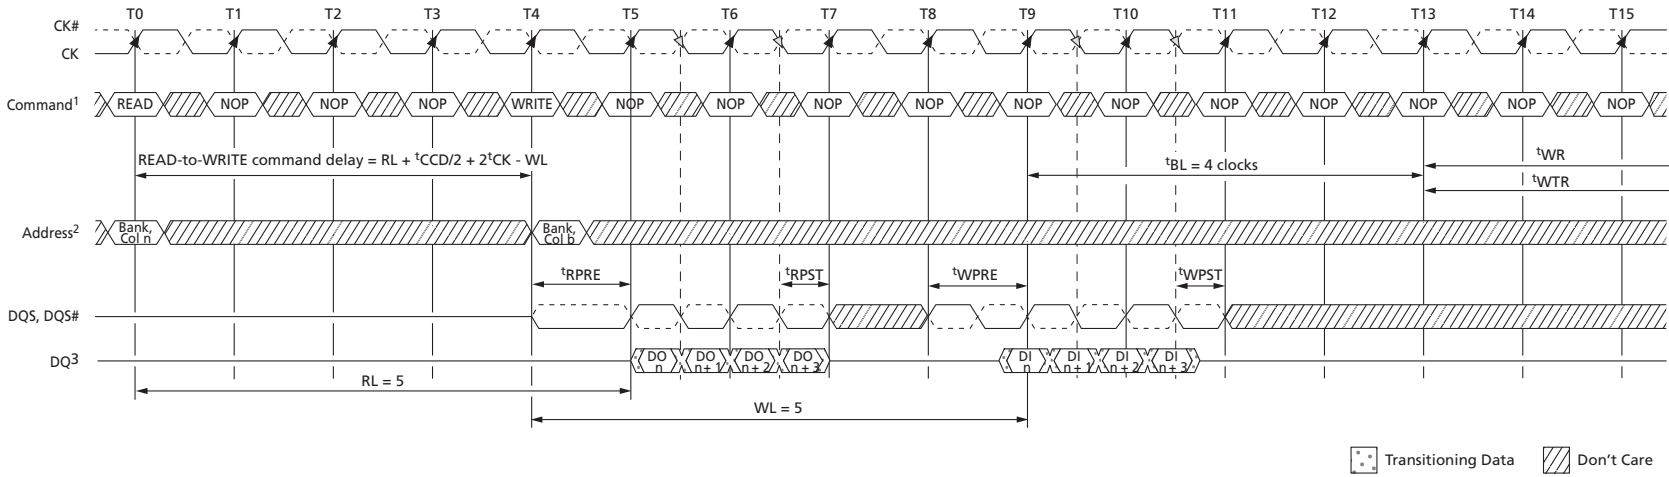 T0 T1 T2 T3 T4 T5 T6 T7 T8 T9 T10 T11 T12 T13 T14 T15
CK#
CK
Command1 READ NOP NOP NOP WRITE NOP NOP NOP NOP NOP NOP NOP NOP NOP NOP NOP
READ-to-WRITE command delay = RL + tCCD/2 + 2tCK - WL
tBL = 4 clocks
tWR
tWTR
Address2 Bank, Col n Bank, Col b
tRPRE tRPST tWPRE tWPST
DQS, DQS#
DQ3 DO n DO n + 1 DO n + 2 DO n + 3 DI n DI n + 1 DI n + 2 DI n + 3
RL = 5
WL = 5
Transitioning Data Don't Care